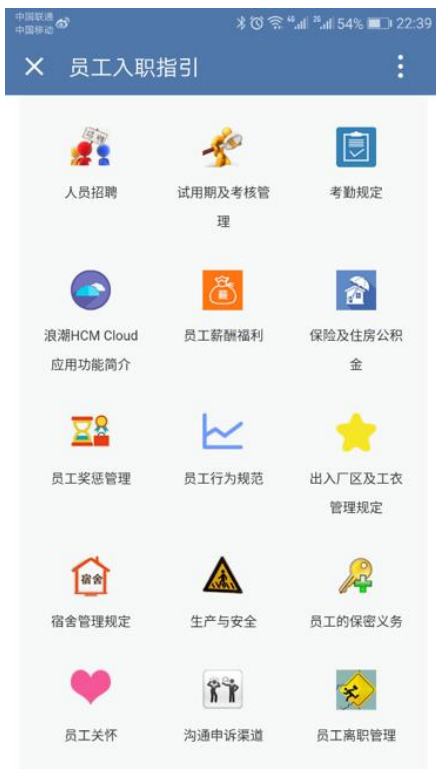 中国联通
中国移动 46 26 54% 22:39
员工入职指引
招聘
人员招聘 试用期及考核管 考勤规定
理
薪
浪潮HCM Cloud 员工薪酬福利 保险及住房公积
应用功能简介 金
员工奖惩管理 员工行为规范 出入厂区及工衣
管理规定
宿舍
宿舍管理规定 生产与安全 员工的保密义务
员工关怀 沟通申诉渠道 员工离职管理